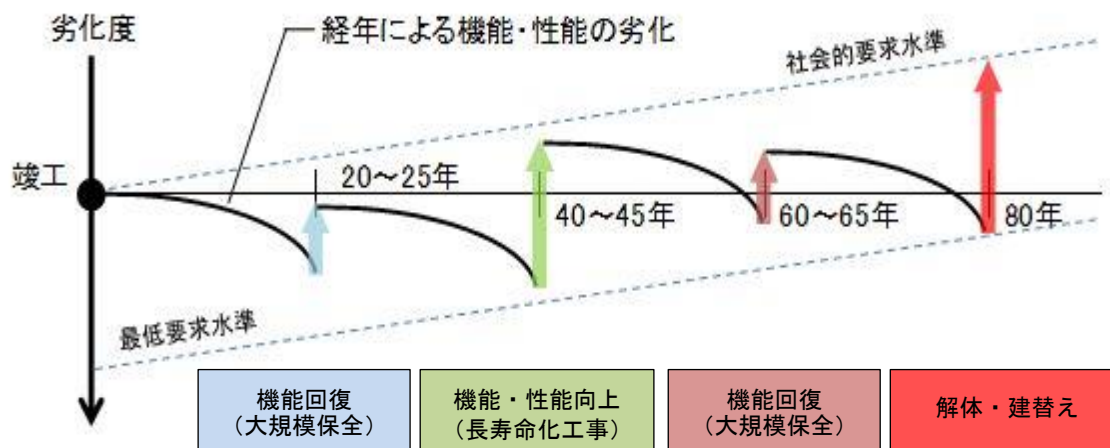 劣化度
経年による機能・性能の劣化
社会的要求水準
竣工
20～25年
40～45年
60～65年
80年
最低要求水準
機能回復
（大規模保全）
機能・性能向上
（長寿命化工事）
機能回復
（大規模保全）
解体・建替え